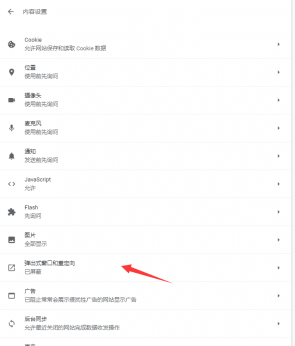 内容设置
Cookie
允许网站保存和读取 Cookie 数据
位置
使用前先询问
摄像头
使用前先询问
麦克风
使用前先询问
通知
发送前先询问
JavaScript
允许
Flash
先询问
图片
全部显示
弹出式窗口和重定向
已屏蔽
广告
已阻止常常会展示侵扰性广告的网站显示广告
后台同步
允许最近关闭的网站完成数据收发操作